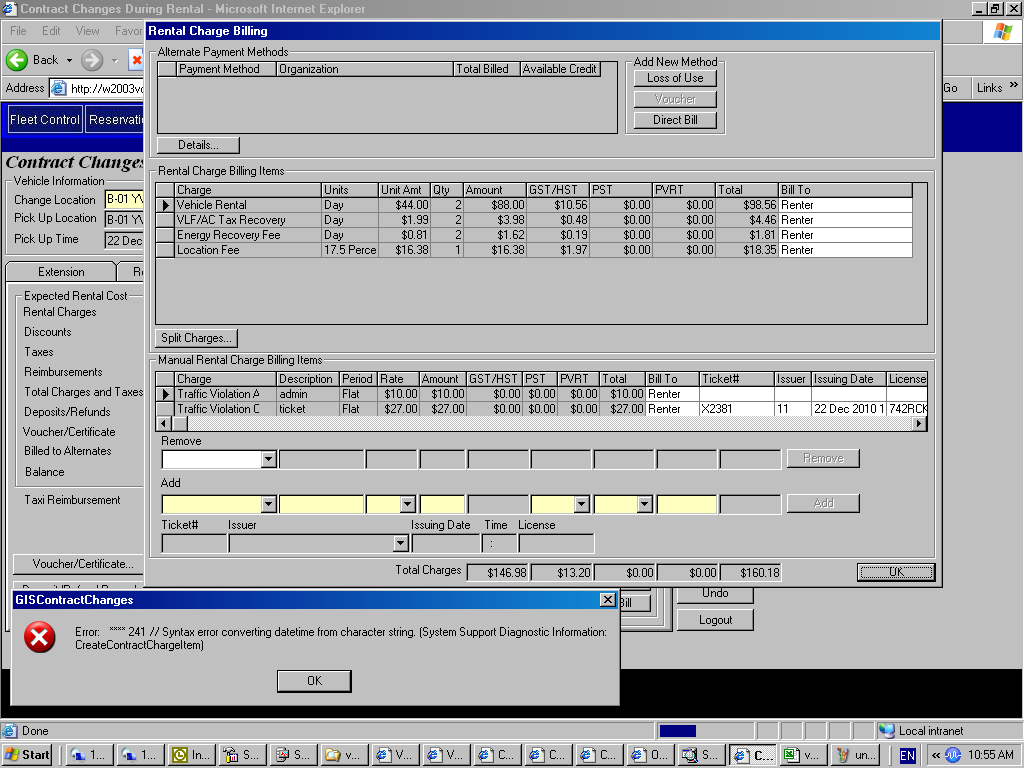 Contract Changes During Rental - Microsoft Internet Explorer
File Edit View Favor
Back
Address http://w2003vc Go Links »
Fleet Control Reservati
Contract Changes
Vehicle Information
Change Location B-01 YV
Pick Up Location B-01 YV
Pick Up Time 22 Dec
Extension R
Expected Rental Cost
Rental Charges
Discounts
Taxes
Reimbursements
Total Charges and Taxes
Deposits/Refunds
Voucher/Certificate
Billed to Alternates
Balance
Taxi Reimbursement
Voucher/Certificate...
Rental Charge Billing
Alternate Payment Methods
Payment Method Organization Total Billed Available Credit
Add New Method
Loss of Use
Voucher
Direct Bill
Details...
Rental Charge Billing Items
Charge Units Unit Amt Qty Amount GST/HST PST PVRT Total Bill To
Vehicle Rental Day $44.00 2 $88.00 $10.56 $0.00 $0.00 $98.56 Renter
VLF/AC Tax Recovery Day $1.99 2 $3.98 $0.48 $0.00 $0.00 $4.46 Renter
Energy Recovery Fee Day $0.81 2 $1.62 $0.19 $0.00 $0.00 $1.81 Renter
Location Fee 17.5 Perce $16.38 1 $16.38 $1.97 $0.00 $0.00 $18.35 Renter
Split Charges...
Manual Rental Charge Billing Items
Charge Description Period Rate Amount GST/HST PST PVRT Total Bill To Ticket# Issuer Issuing Date License
Traffic Violation A admin Flat $10.00 $10.00 $0.00 $0.00 $0.00 $10.00 Renter
Traffic Violation C ticket Flat $27.00 $27.00 $0.00 $0.00 $0.00 $27.00 Renter X2381 11 22 Dec 2010 1 742RCK
Remove
Remove
Add
Add
Ticket# Issuer Issuing Date Time License
:
Total Charges $146.98 $13.20 $0.00 $0.00 $160.18 OK
Bill Undo
Logout
GISContractChanges
Error: **** 241 // Syntax error converting datetime from character string. (System Support Diagnostic Information:
CreateContractChargeItem)
OK
Done Local intranet
Start 1... 1... In... S... S... v... V... V... C... C... C... O... S... C... v... un... EN « 10:55 AM